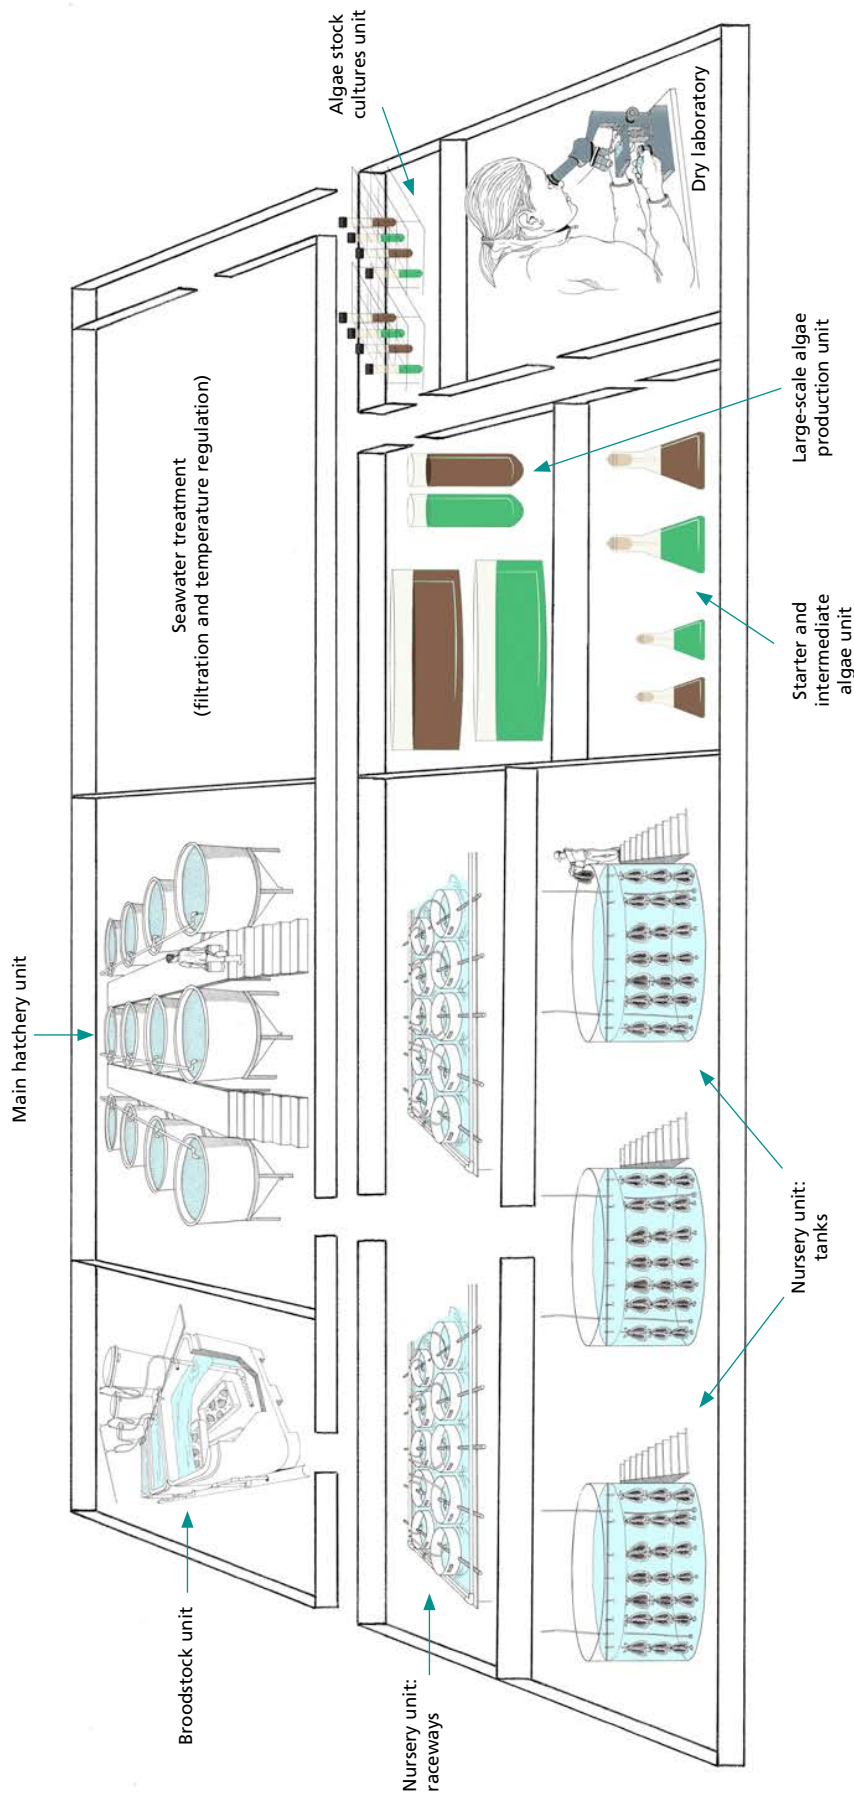 Broodstock unit
Main hatchery unit
Seawater treatment
(filtration and temperature regulation)
Algae stock
cultures unit
Nursery unit:
raceways
Nursery unit:
tanks
Starter and
intermediate
algae unit
Large-scale algae
production unit
Dry laboratory